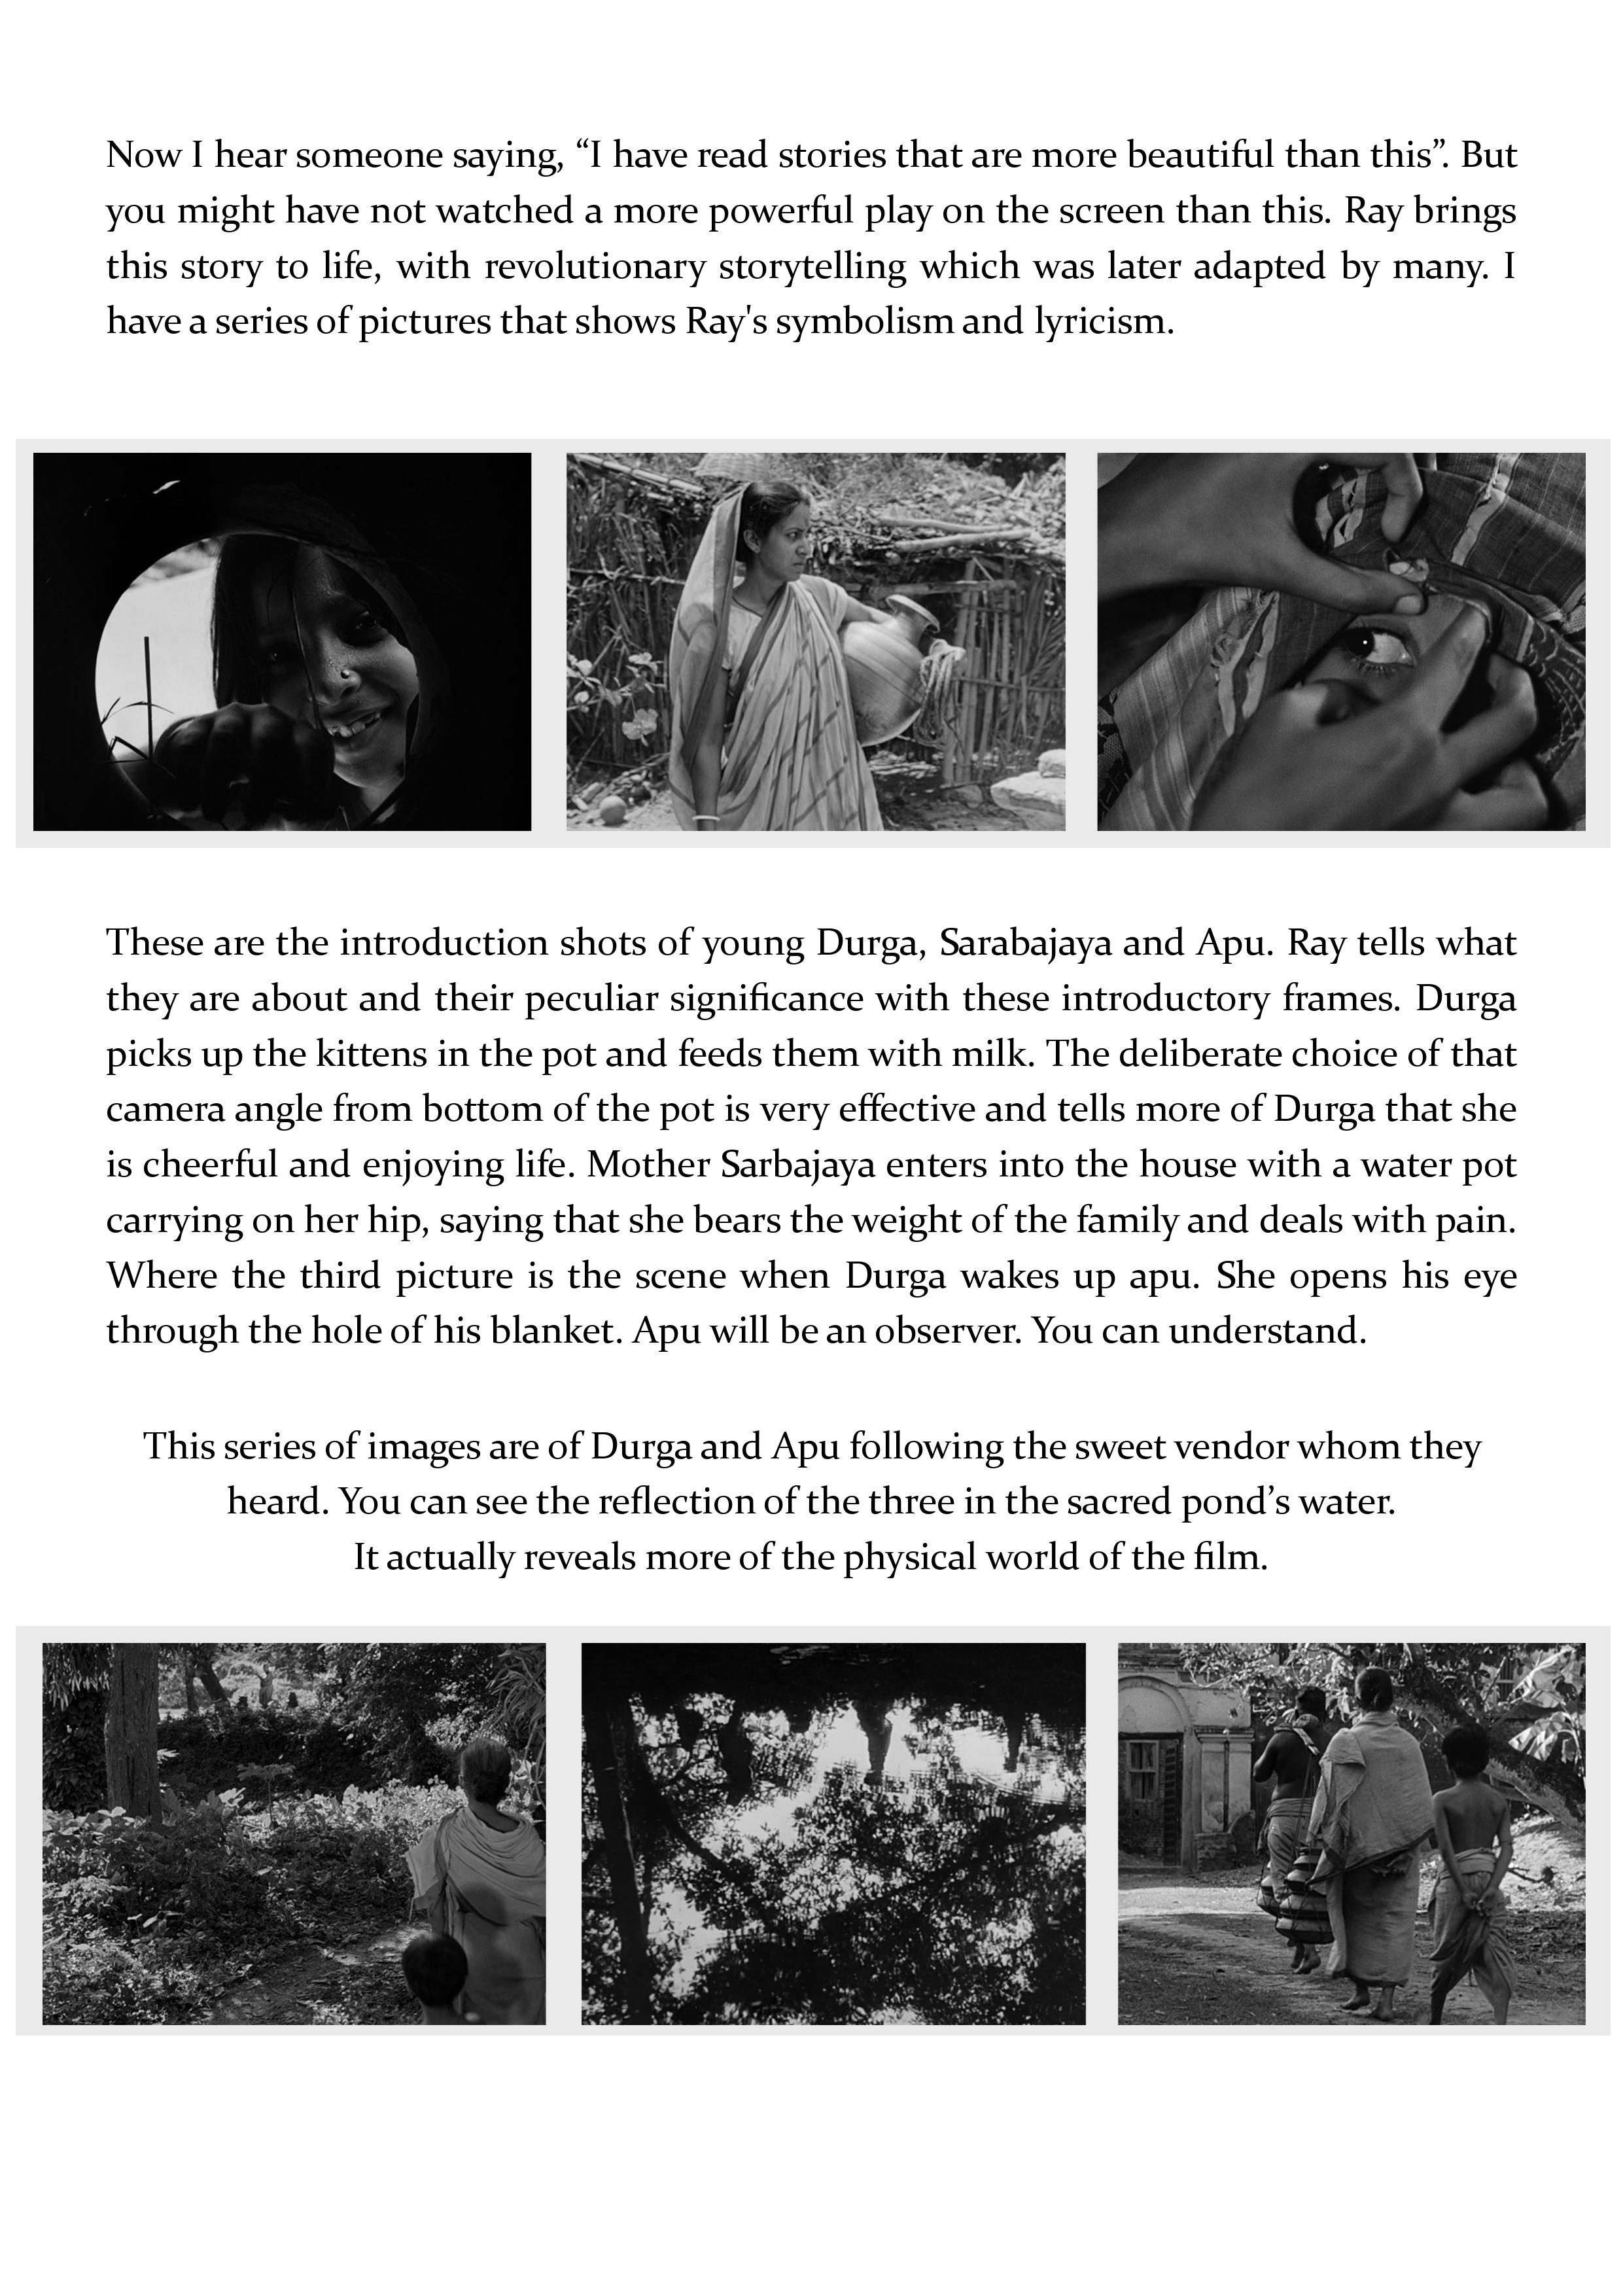 Now I hear someone saying, “I have read stories that are more beautiful than this”. But
you might have not watched a more powerful play on the screen than this. Ray brings
this story to life, with revolutionary storytelling which was later adapted by many. I
have a series of pictures that shows Ray's symbolism and lyricism.
These are the introduction shots of young Durga, Sarabajaya and Apu. Ray tells what
they are about and their peculiar significance with these introductory frames. Durga
picks up the kittens in the pot and feeds them with milk. The deliberate choice of that
camera angle from bottom of the pot is very effective and tells more of Durga that she
is cheerful and enjoying life. Mother Sarbajaya enters into the house with a water pot
carrying on her hip, saying that she bears the weight of the family and deals with pain.
Where the third picture is the scene when Durga wakes up apu. She opens his eye
through the hole of his blanket. Apu will be an observer. You can understand.
This series of images are of Durga and Apu following the sweet vendor whom they
heard. You can see the reflection of the three in the sacred pond’s water.
It actually reveals more of the physical world of the film.